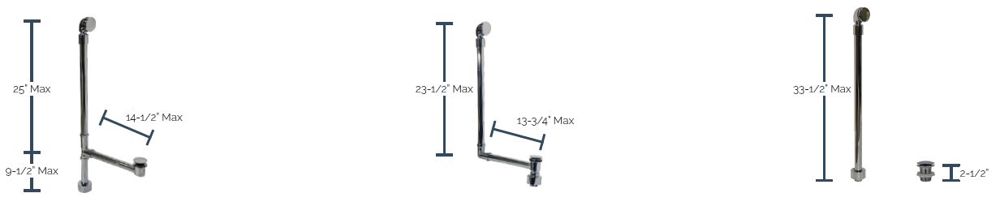 25" Max
14-1/2" Max
9-1/2" Max
23-1/2" Max
13-3/4" Max
33-1/2" Max
2-1/2"